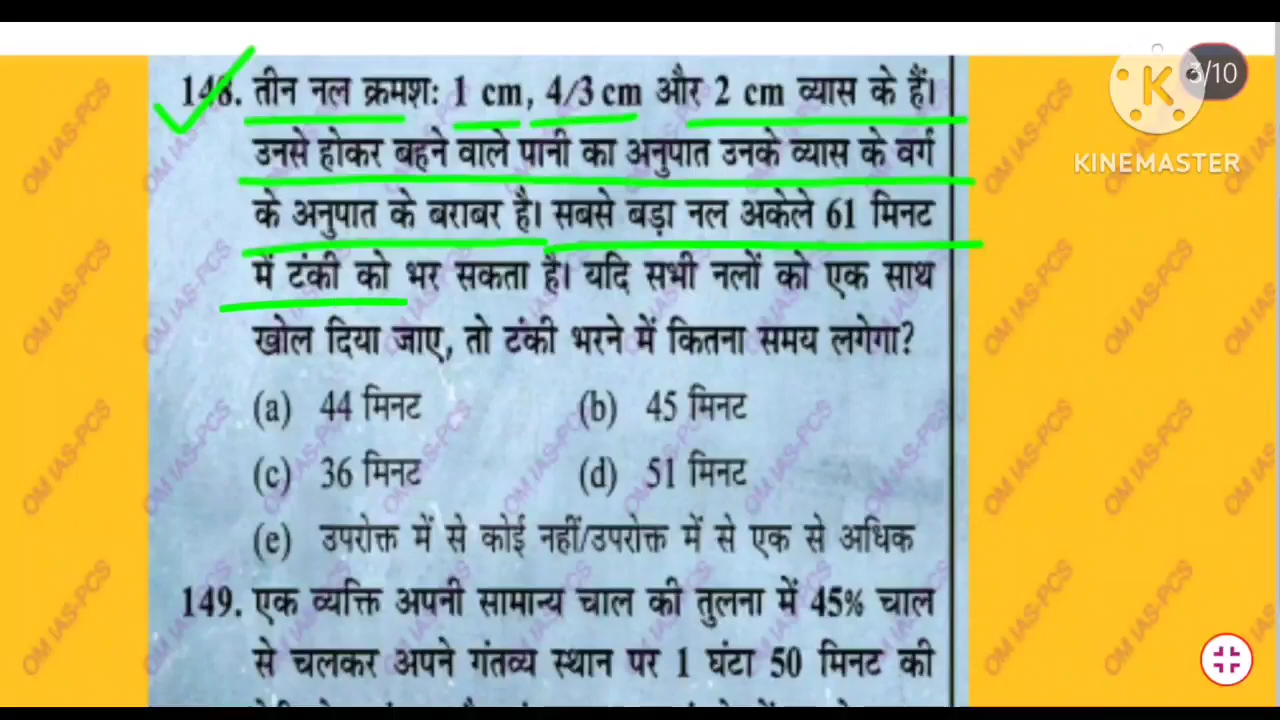 3/10
KINEMASTER
148. तीन नल क्रमशः 1 cm, 4/3 cm और 2 cm व्यास के हैं।
उनसे होकर बहने वाले पानी का अनुपात उनके व्यास के वर्ग
के अनुपात के बराबर है। सबसे बड़ा नल अकेले 61 मिनट
में टंकी को भर सकता है। यदि सभी नलों को एक साथ
खोल दिया जाए, तो टंकी भरने में कितना समय लगेगा?
(a) 44 मिनट (b) 45 मिनट
(c) 36 मिनट (d) 51 मिनट
(e) उपरोक्त में से कोई नहीं/उपरोक्त में से एक से अधिक
149. एक व्यक्ति अपनी सामान्य चाल की तुलना में 45% चाल
से चलकर अपने गंतव्य स्थान पर 1 घंटा 50 मिनट की
OM IAS-PCS